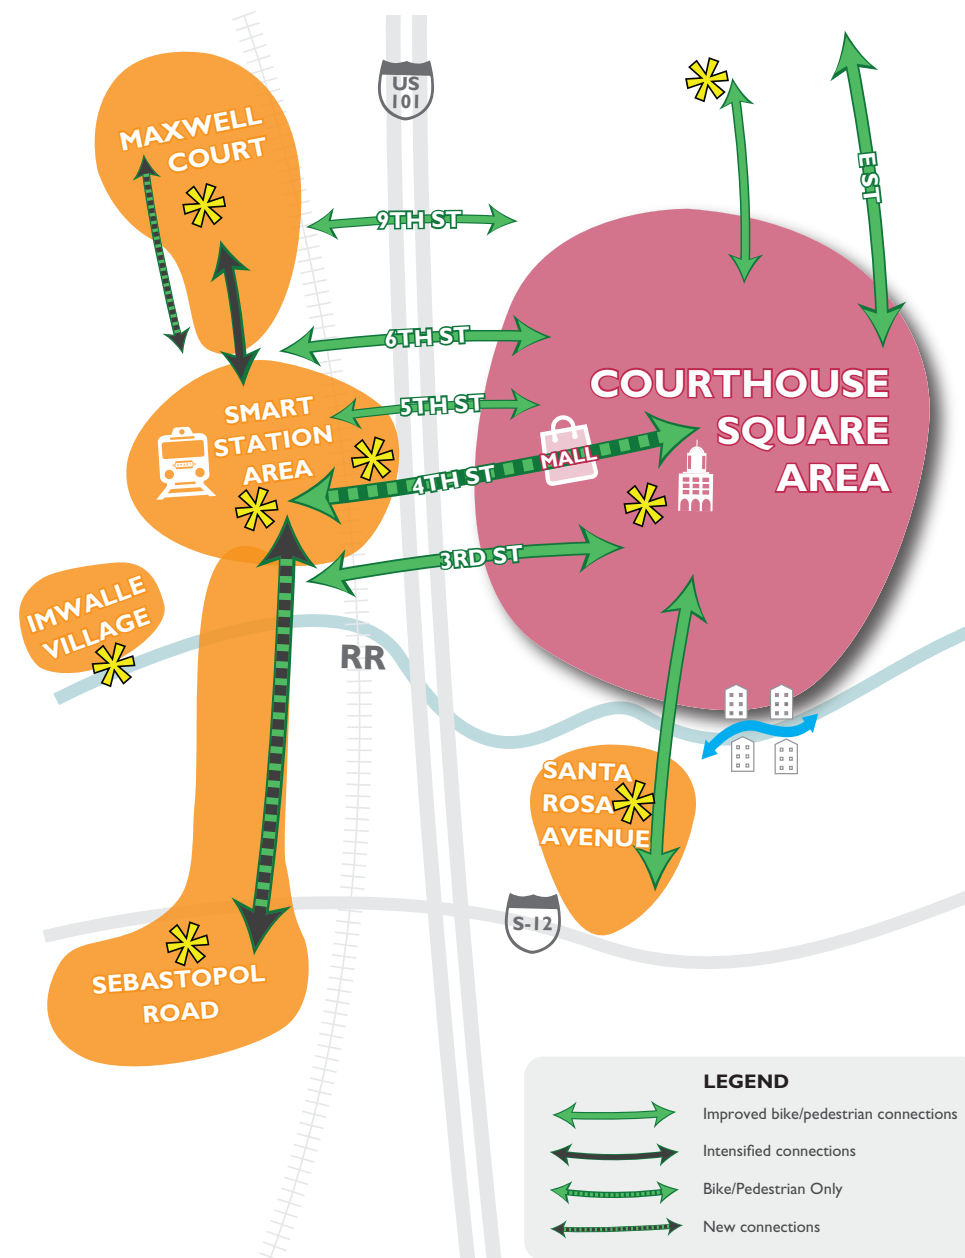 US
101
MAXWELL
COURT
E ST
9TH ST
6TH ST
5TH ST
COURTHOUSE
SQUARE
AREA
SMART
STATION
AREA
MALL
4TH ST
3RD ST
IMWALLE
VILLAGE
RR
SANTA
ROSA
AVENUE
S-12
SEBASTOPOL
ROAD
LEGEND
Improved bike/pedestrian connections
Intensified connections
Bike/Pedestrian Only
New connections